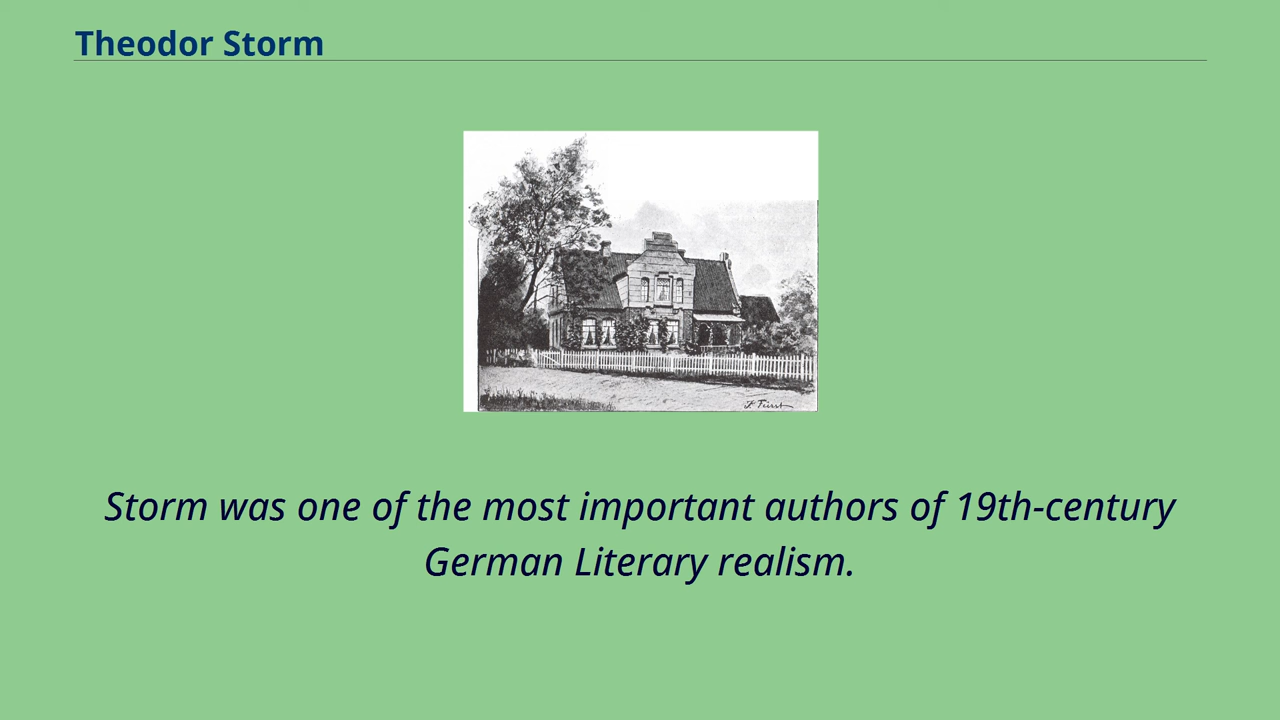 Theodor Storm
Storm was one of the most important authors of 19th-century
German Literary realism.